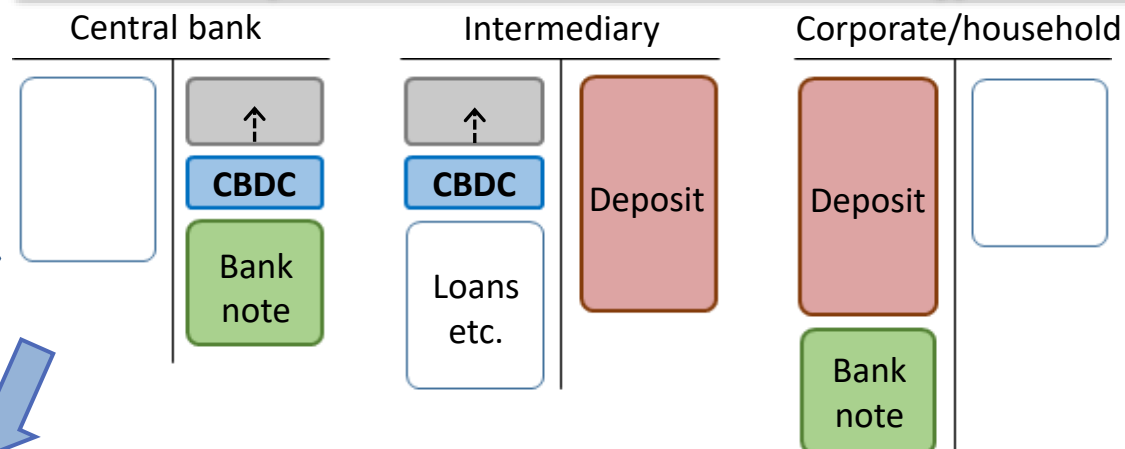 Central bank
Intermediary
Corporate/household
CBDC
Bank
note
CBDC
Loans
etc.
Deposit
Deposit
Bank
note